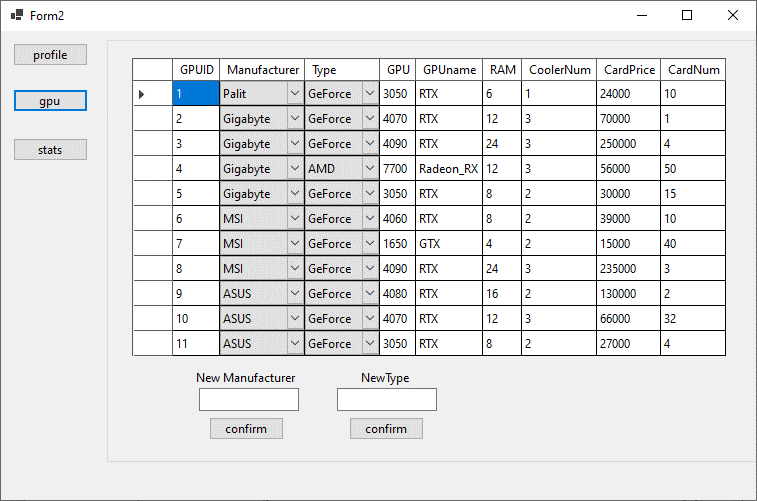 Form2
profile
gpu
stats
GPUID Manufacturer Type GPU GPUname RAM CoolerNum CardPrice CardNum
1 Palit GeForce 3050 RTX 6 1 24000 10
2 Gigabyte GeForce 4070 RTX 12 3 70000 1
3 Gigabyte GeForce 4090 RTX 24 3 250000 4
4 Gigabyte AMD 7700 Radeon_RX 12 3 56000 50
5 Gigabyte GeForce 3050 RTX 8 2 30000 15
6 MSI GeForce 4060 RTX 8 2 39000 10
7 MSI GeForce 1650 GTX 4 2 15000 40
8 MSI GeForce 4090 RTX 24 3 235000 3
9 ASUS GeForce 4080 RTX 16 2 130000 2
10 ASUS GeForce 4070 RTX 12 3 66000 32
11 ASUS GeForce 3050 RTX 8 2 27000 4
New Manufacturer NewType
confirm confirm